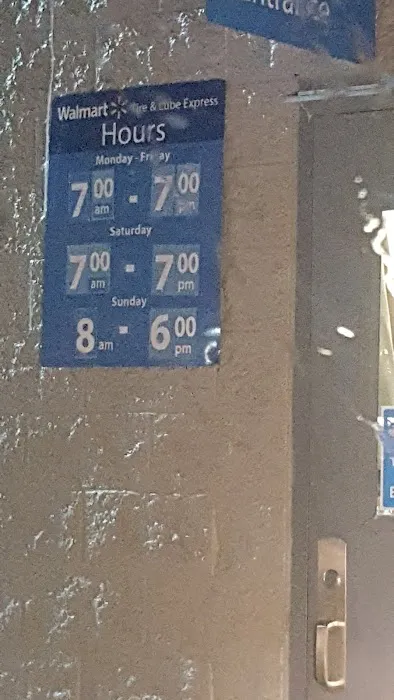 Entrance
Walmart Tire & Lube Express
Hours
Monday - Friday
7 00 am - 7 00 pm
Saturday
7 00 am - 7 00 pm
Sunday
8 am - 6 00 pm